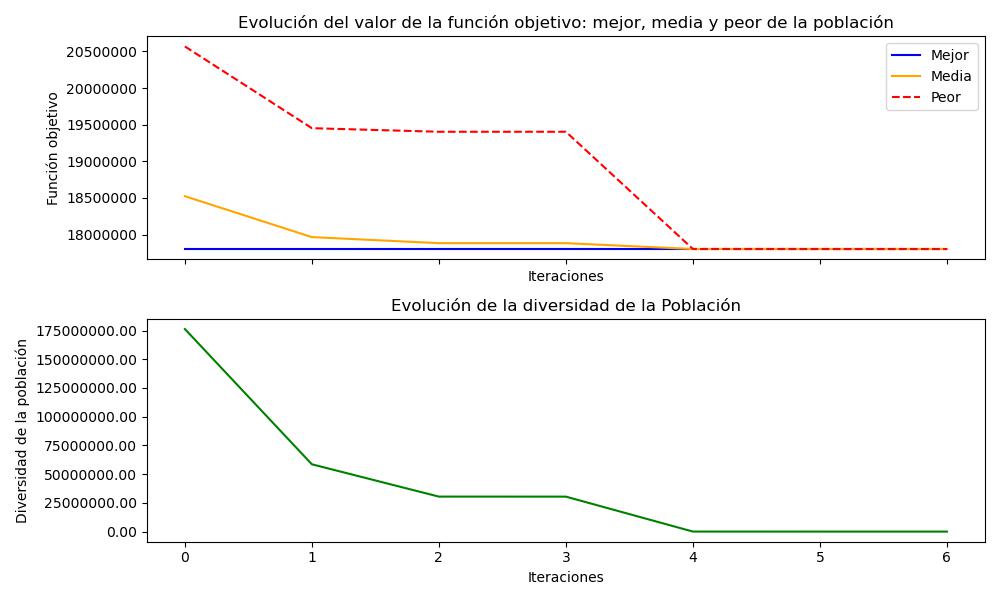 Evolución del valor de la función objetivo: mejor, media y peor de la población
20500000
20000000
19500000
19000000
18500000
18000000
Función objetivo
Mejor
Media
Peor
Iteraciones
Evolución de la diversidad de la Población
175000000.00
150000000.00
125000000.00
100000000.00
75000000.00
50000000.00
25000000.00
0.00
Diversidad de la población
0 1 2 3 4 5 6
Iteraciones